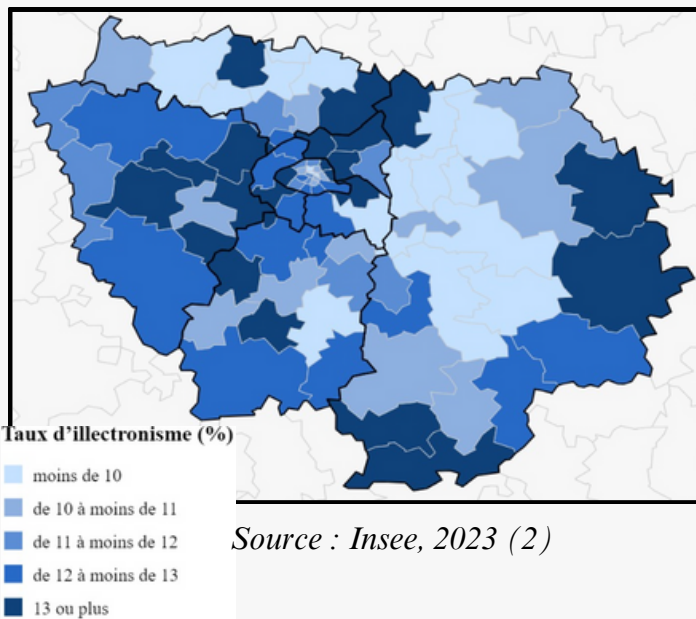 Taux d'illectronisme (%)
moins de 10
de 10 à moins de 11
de 11 à moins de 12
de 12 à moins de 13
13 ou plus
Source : Insee, 2023 (2)